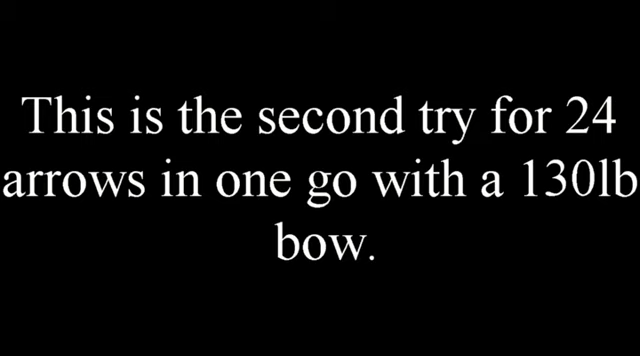 This is the second try for 24
arrows in one go with a 130lb
bow.